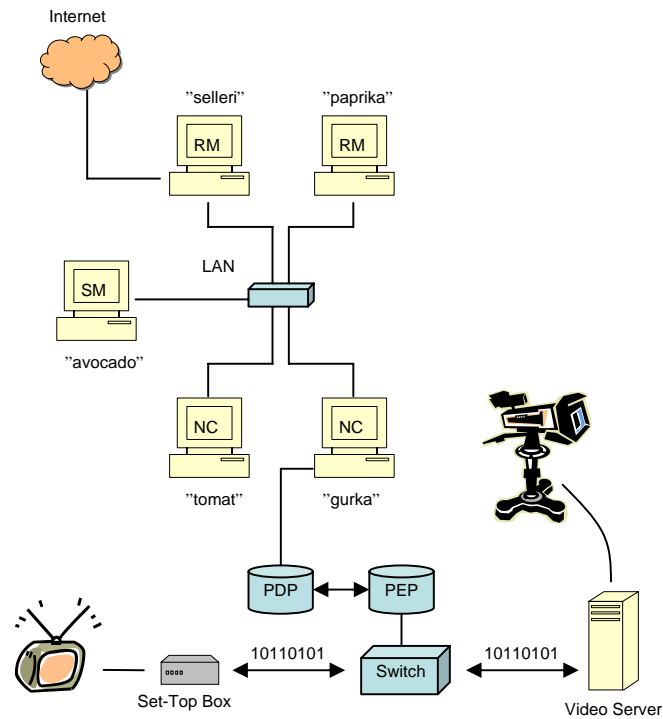 Internet
”selleri”
”paprika”
RM
RM
LAN
SM
”avocado”
NC
NC
”tomat”
”gurka”
PDP
PEP
10110101
10110101
Switch
Set-Top Box
Video Server